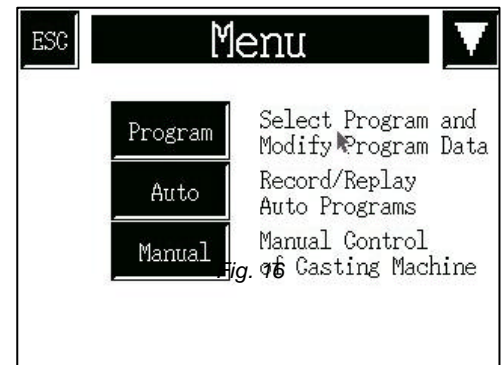 ESC Menu
Program Select Program and
Modify Program Data
Auto Record/Replay
Auto Programs
Manual Manual Control
of Casting Machine
Fig. 16